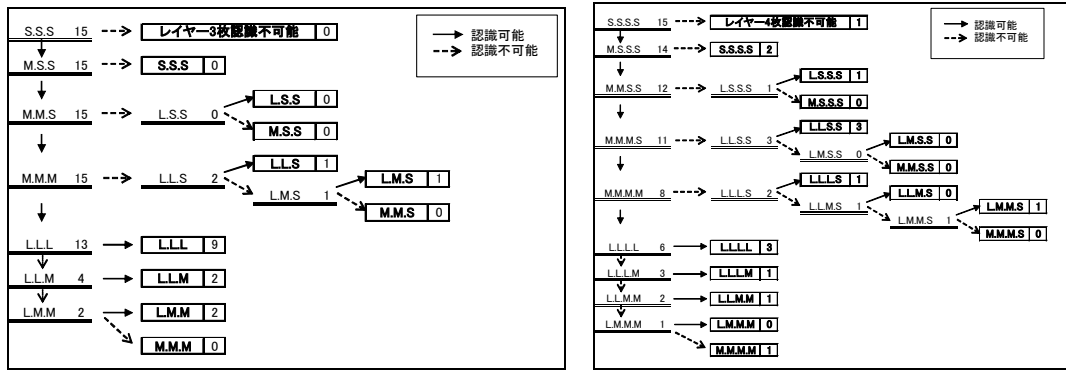 S.S.S 15 レイヤー3枚認識不可能 0
認識可能
認識不可能
M.S.S 15 S.S.S 0
M.M.S 15 L.S.S 0 L.S.S 0
M.S.S 0
M.M.M 15 L.L.S 2 L.L.S 1
L.M.S 1 L.M.S 1
M.M.S 0
L.L.L 13 L.L.L 9
L.L.M 4 L.L.M 2
L.M.M 2 L.M.M 2
M.M.M 0
S.S.S.S 15 レイヤー4枚認識不可能 1
認識可能
認識不可能
M.S.S.S 14 S.S.S.S 2
M.M.S.S 12 L.S.S.S 1 L.S.S.S 1
M.S.S.S 0
M.M.M.S 11 L.L.S.S 3 L.L.S.S 3
L.M.S.S 0 L.M.S.S 0
M.M.S.S 0
M.M.M.M 8 L.L.L.S 2 L.L.L.S 1
L.L.M.S 1 L.L.M.S 0
L.M.M.S 1 L.M.M.S 1
M.M.M.S 0
L.L.L.L 6 L.L.L.L 3
L.L.L.M 3 L.L.L.M 1
L.L.M.M 2 L.L.M.M 1
L.M.M.M 1 L.M.M.M 0
M.M.M.M 1